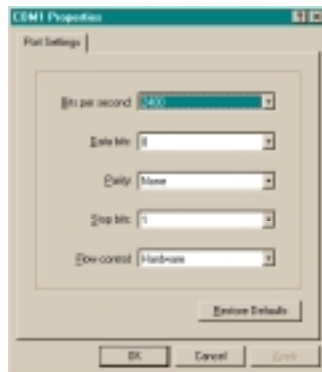 COM1 Properties
Port Settings
Bits per second: 2400
Data bits: 8
Parity: None
Stop bits: 1
Flow control: Hardware
Restore Defaults
OK Cancel Apply